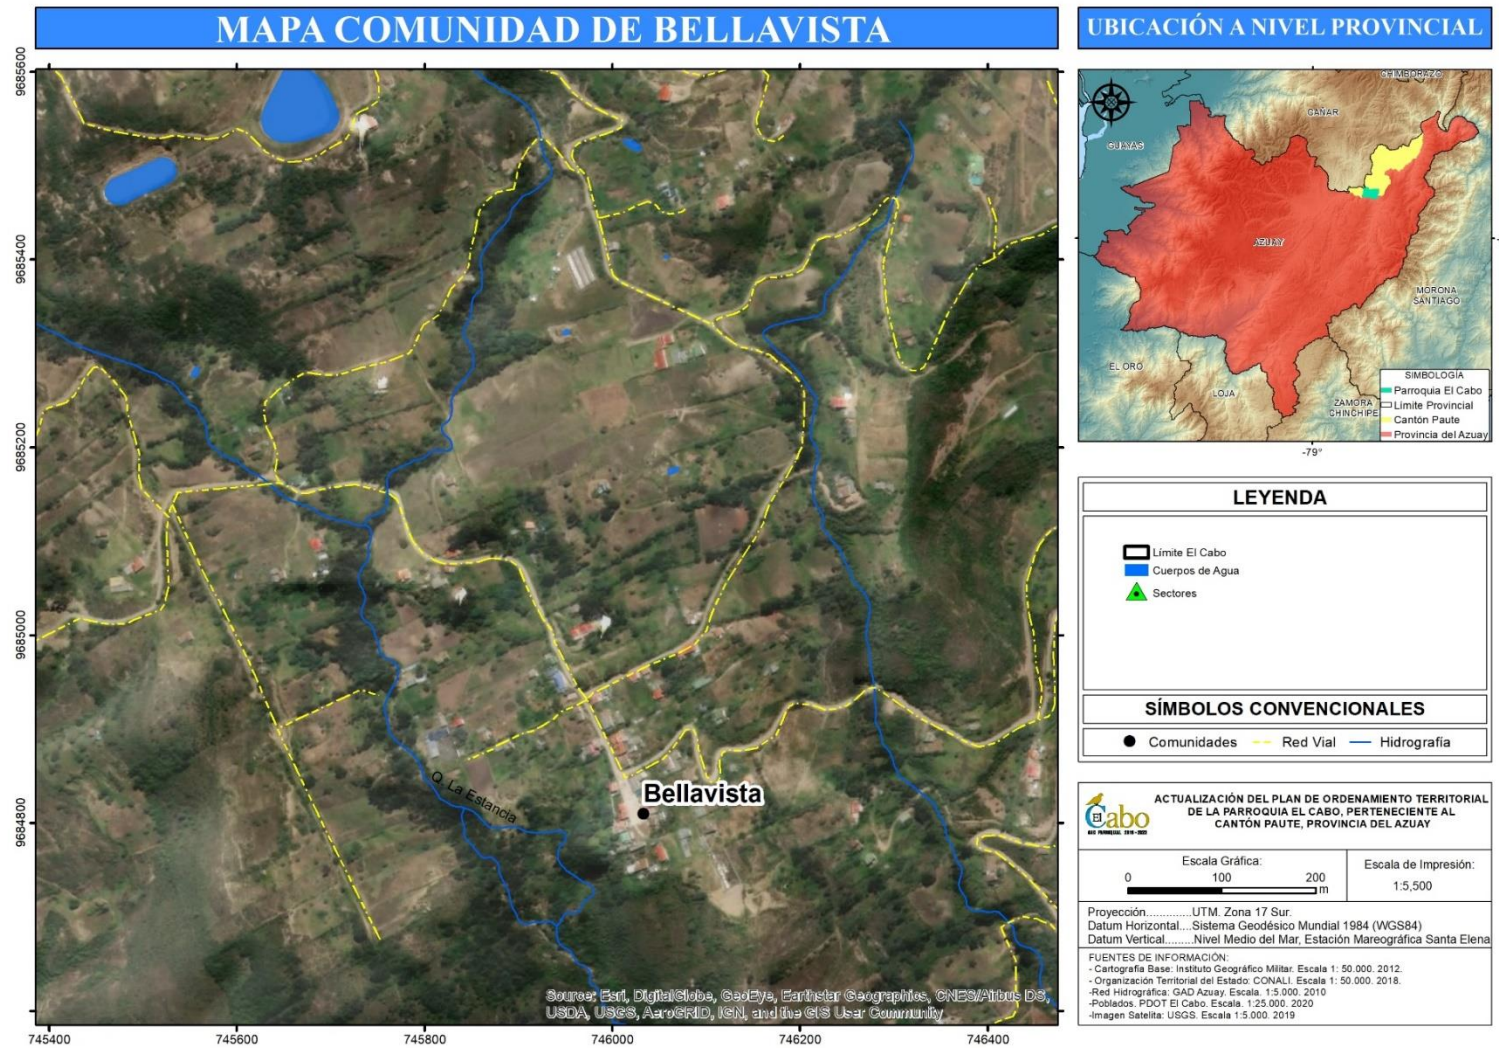 MAPA COMUNIDAD DE BELLAVISTA
UBICACIÓN A NIVEL PROVINCIAL
9685600
9685400
9685200
9685000
9684800
745400
745600
745800
746000
746200
746400
Q. La Estancia
Bellavista
Source: Esri, DigitalGlobe, GeoEye, Earthstar Geographics, CNES/Airbus DS,
USDA, USGS, AeroGRID, IGN, and the GIS User Community
CHIMBORAZO
CAÑAR
GUAYAS
AZUAY
MORONA
SANTIAGO
EL ORO
LOJA
ZAMORA
CHINCHIPE
SIMBOLOGÍA
Parroquia El Cabo
Límite Provincial
Cantón Paute
Provincia del Azuay
-79°
LEYENDA
Límite El Cabo
Cuerpos de Agua
Sectores
SÍMBOLOS CONVENCIONALES
Comunidades
Red Vial
Hidrografía
El Cabo
ACTUALIZACIÓN DEL PLAN DE ORDENAMIENTO TERRITORIAL
DE LA PARROQUIA EL CABO, PERTENECIENTE AL
CANTÓN PAUTE, PROVINCIA DEL AZUAY
Escala Gráfica:
0 100 200
m
Escala de Impresión:
1:5,500
Proyección..............UTM. Zona 17 Sur.
Datum Horizontal....Sistema Geodésico Mundial 1984 (WGS84)
Datum Vertical.........Nivel Medio del Mar, Estación Mareográfica Santa Elena
FUENTES DE INFORMACIÓN:
- Cartografía Base: Instituto Geográfico Militar. Escala 1: 50.000. 2012.
- Organización Territorial del Estado: CONALI. Escala 1: 50.000. 2018.
-Red Hidrográfica: GAD Azuay. Escala. 1:5.000. 2010
-Poblados. PDOT El Cabo. Escala. 1:25.000. 2020
-Imagen Satelita: USGS. Escala 1:5.000. 2019